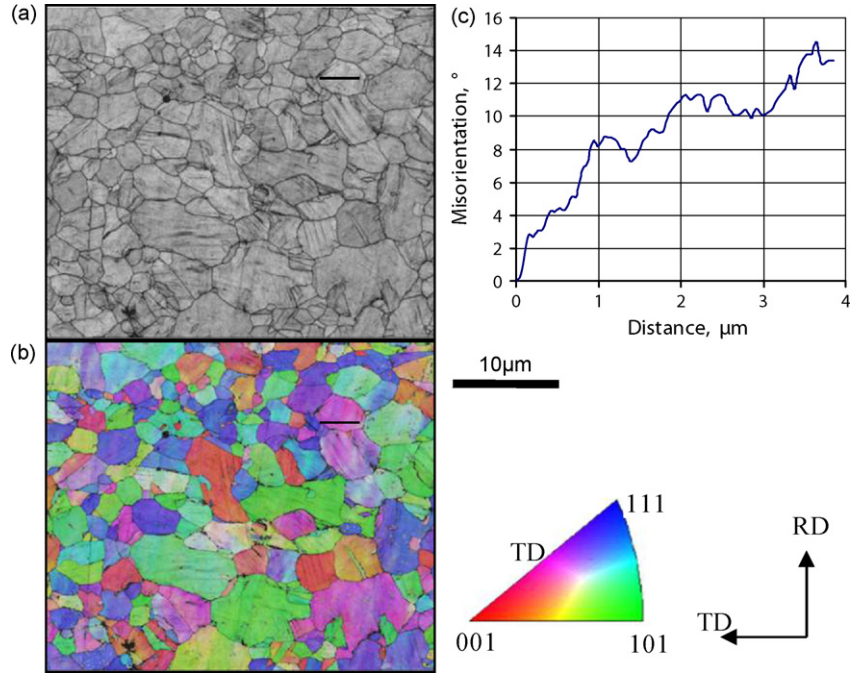 (a)
(b)
(c)
16
14
12
10
8
6
4
2
0
Misorientation, °
0 1 2 3 4
Distance, µm
10µm
111
TD
001 101
RD
TD